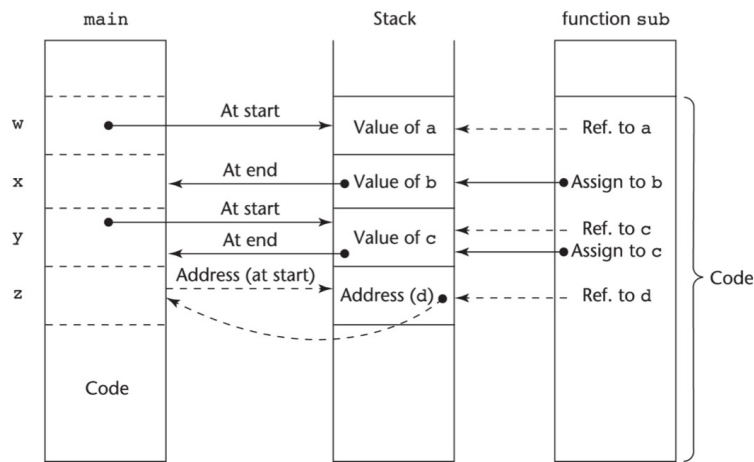 main
Stack
function sub
w
At start
Value of a
Ref. to a
x
At end
Value of b
Assign to b
At start
y
Value of c
Ref. to c
At end
Assign to c
Code
z
Address (at start)
Address (d)
Ref. to d
Code